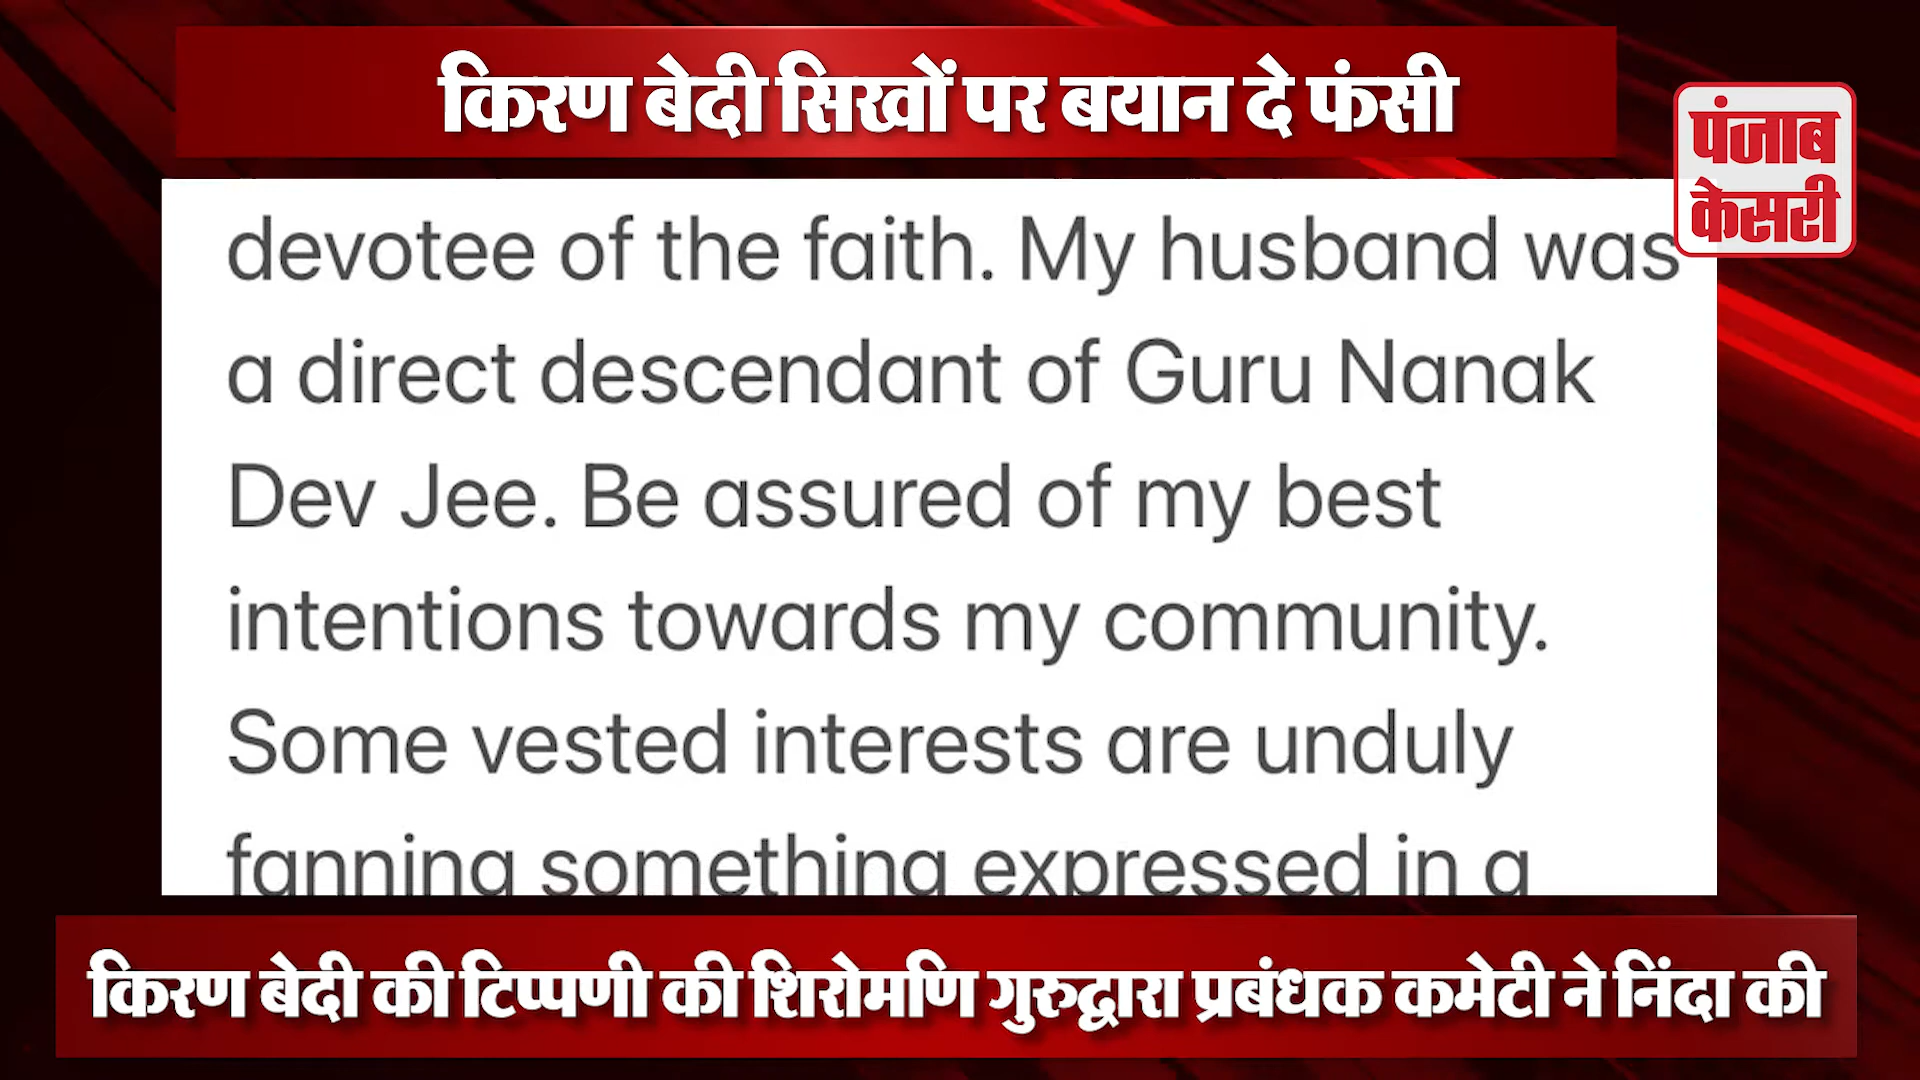 किरण बेदी सिखों पर बयान दे फंसी
पंजाब
केसरी
devotee of the faith. My husband was
a direct descendant of Guru Nanak
Dev Jee. Be assured of my best
intentions towards my community.
Some vested interests are unduly
fanning something expressed in a
किरण बेदी की टिप्पणी की शिरोमणि गुरुद्वारा प्रबंधक कमेटी ने निंदा की